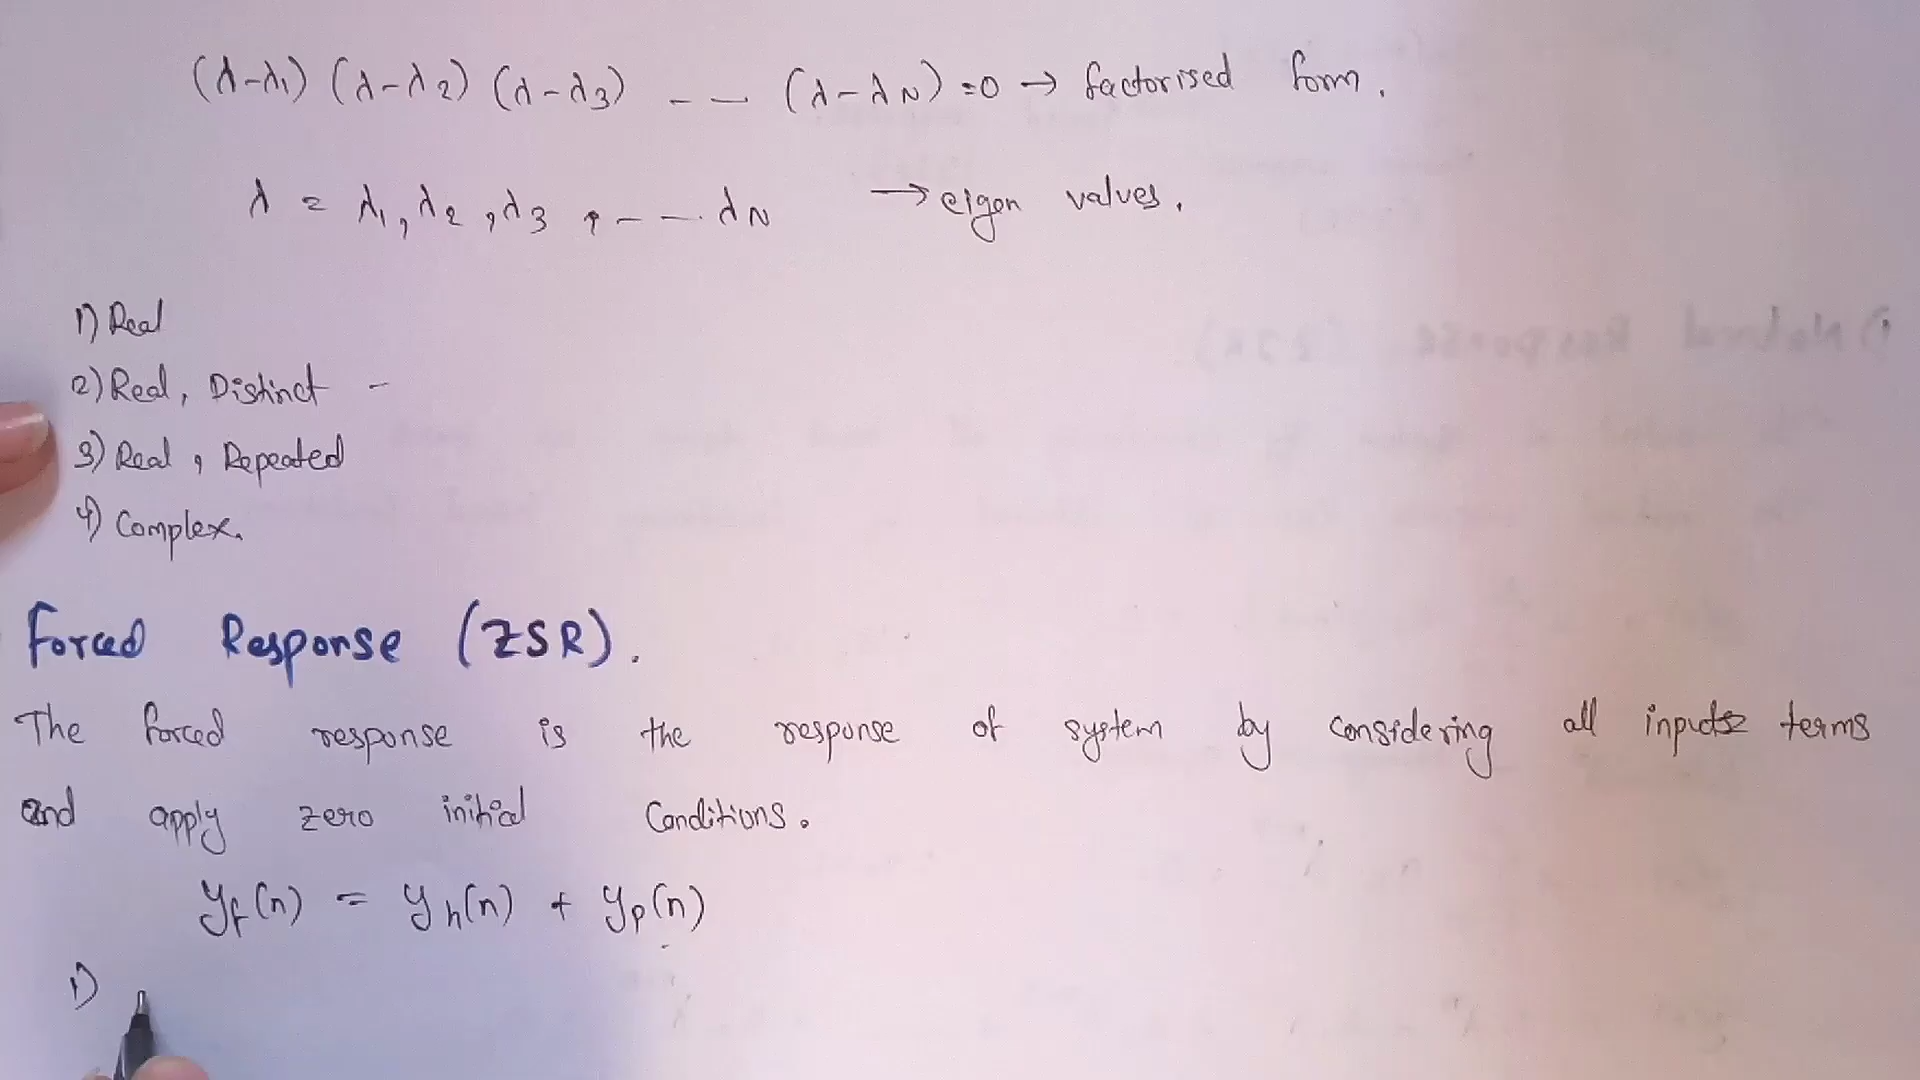 (λ-λ1) (λ-λ2) (λ-λ3) -- (λ-λN) =0 → factorised form.
λ = λ1, λ2, λ3, -- λN → eigen values.
1) Real
2) Real, Distinct -
3) Real, Repeated
4) Complex.
Forced Response (ZSR).
The forced response is the response of system by considering all inputs terms
and apply zero initial conditions.
yf(n) = yh(n) + yp(n)
1)